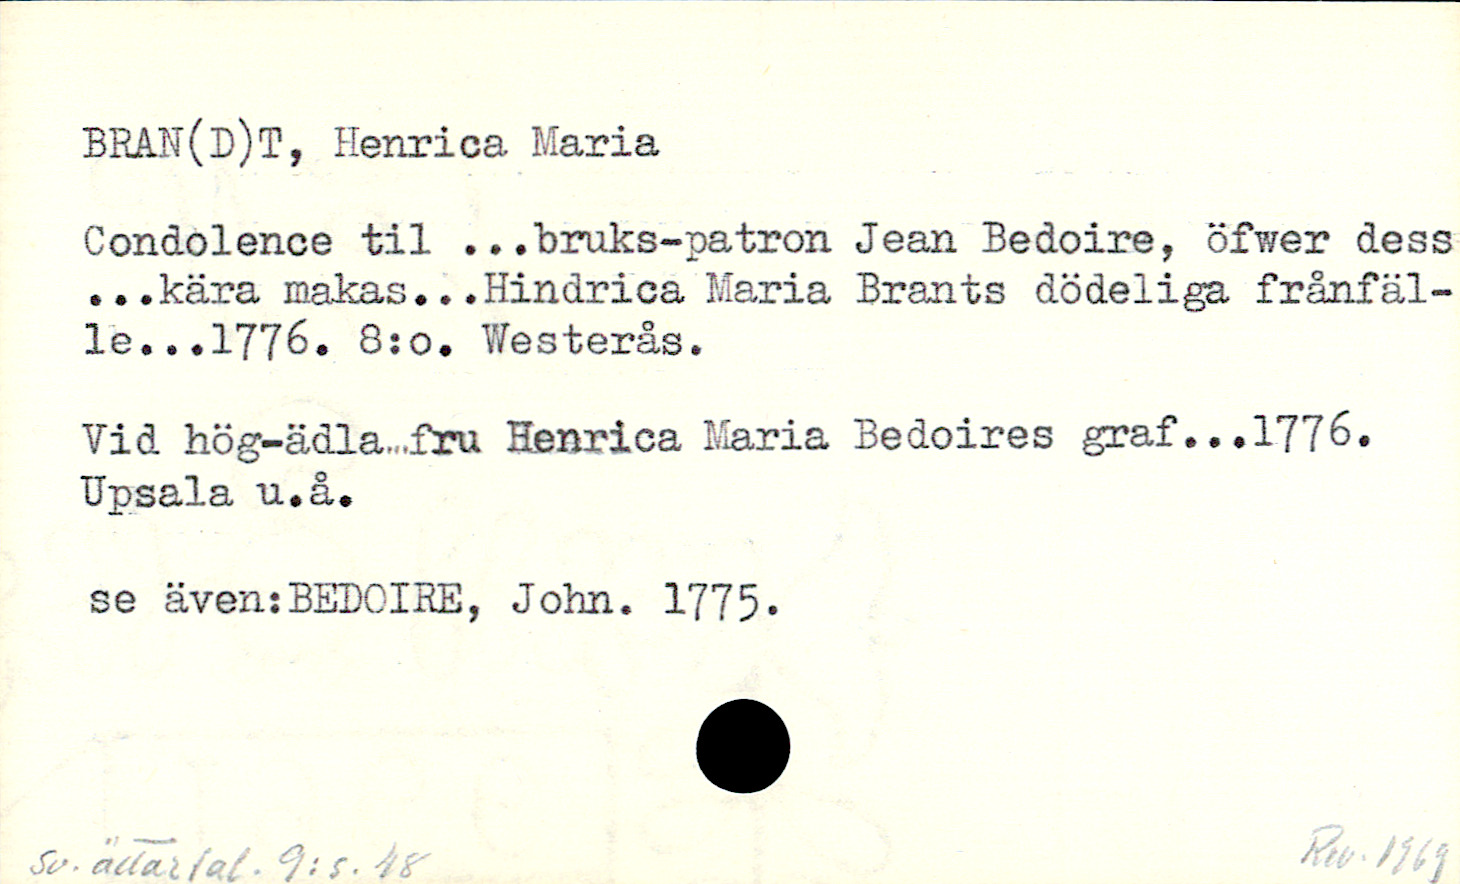 BRAN(D)T, Henrica Maria
Condolence til ...bruks-patron Jean Bedoire, öfwer dess
...kära makas...Hindrica Maria Brants dödeliga frånfäl-
le...1776. 8:o. Westerås.
Vid hög-ädla...fru Henrica Maria Bedoires graf...1776.
Upsala u.å.
se även:BEDOIRE, John. 1775.
sv. ättartal. 9: s. 48
Rev. 1969